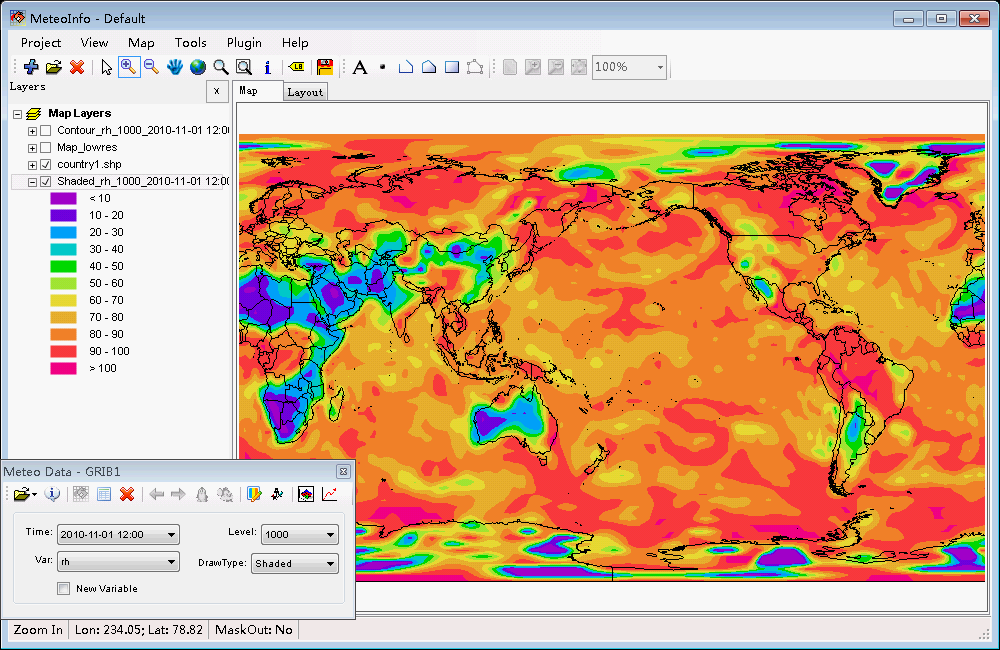 MeteoInfo - Default
Project View Map Tools Plugin Help
LB
A
100%
Layers
x
Map Layout
Map Layers
Contour_rh_1000_2010-11-01 12:00
Map_lowres
country1.shp
Shaded_rh_1000_2010-11-01 12:00
< 10
10 - 20
20 - 30
30 - 40
40 - 50
50 - 60
60 - 70
70 - 80
80 - 90
90 - 100
> 100
Meteo Data - GRIB1
Time: 2010-11-01 12:00 Level: 1000
Var: rh DrawType: Shaded
New Variable
Zoom In Lon: 234.05; Lat: 78.82 MaskOut: No